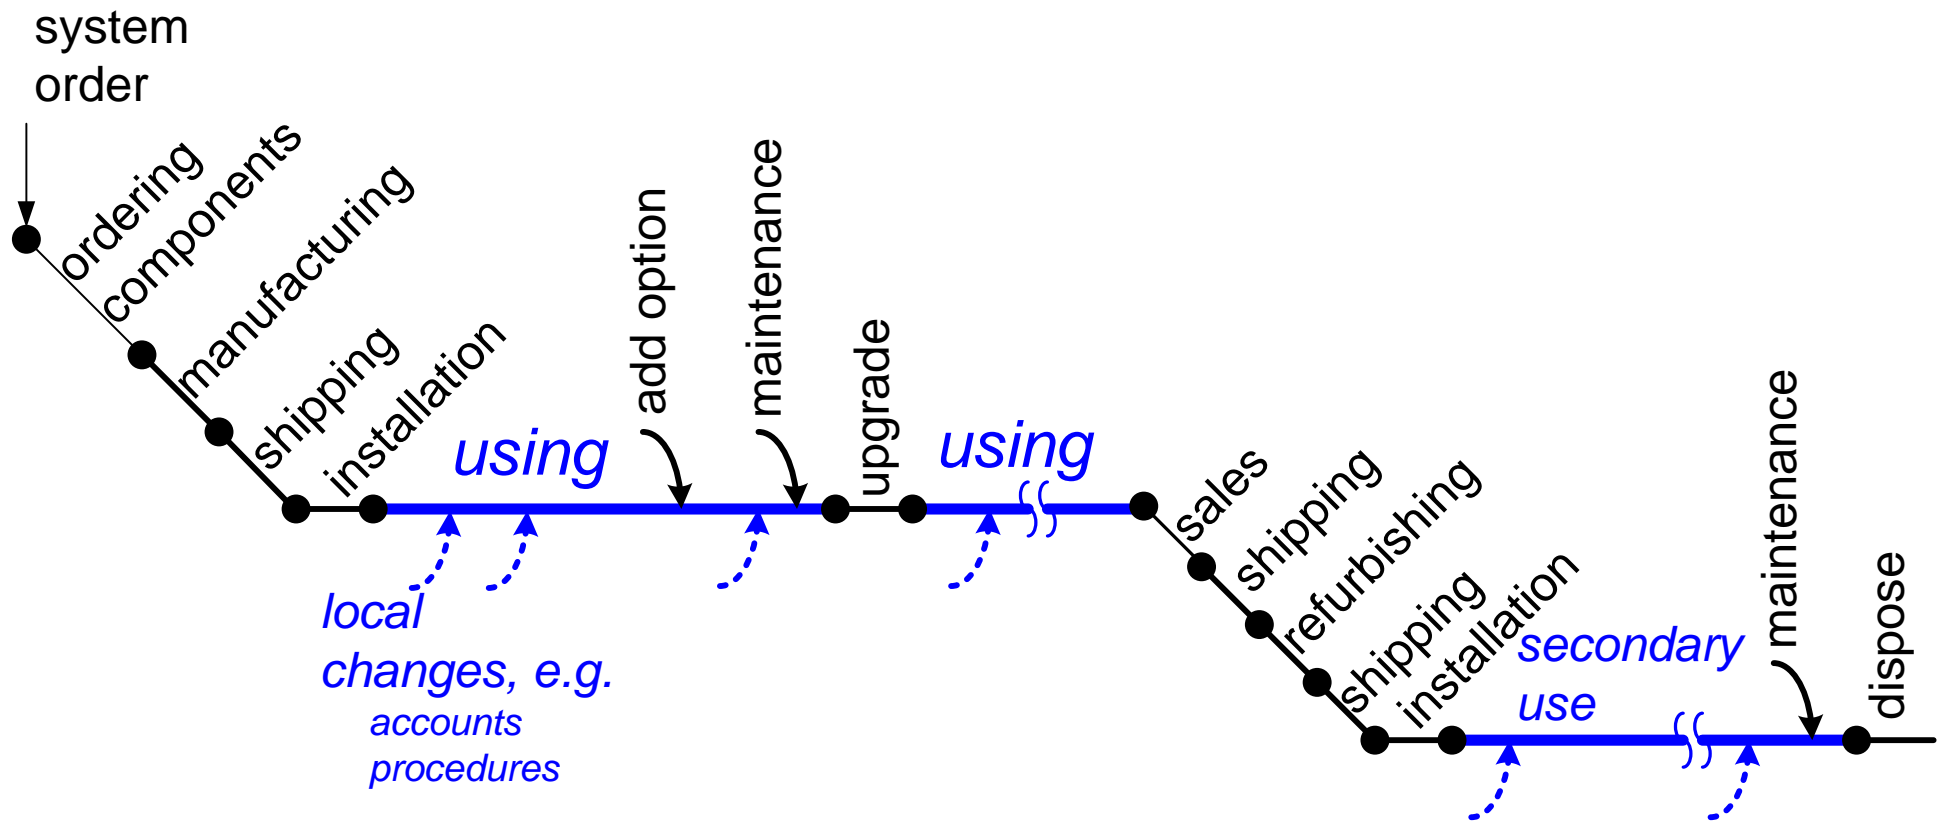 system
order
ordering
components
manufacturing
shipping
installation
using
add option
maintenance
upgrade
using
local
changes, e.g.
accounts
procedures
sales
shipping
refurbishing
shipping
installation
secondary
use
maintenance
dispose